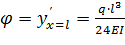 φ = y′ₓ₌ₗ = q·l³ / 24EI